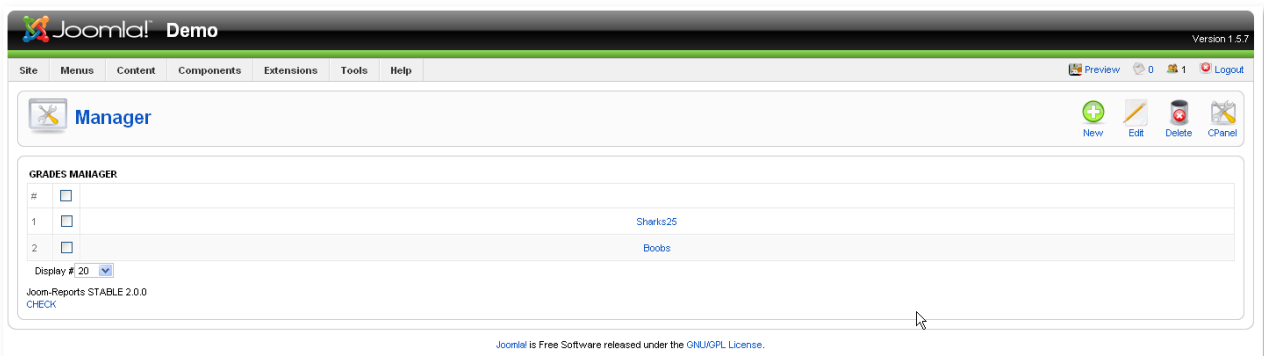 Joomla! Demo
Version 1.5.7
Site Menus Content Components Extensions Tools Help Preview 0 1 Logout
Manager
New Edit Delete CPanel
GRADES MANAGER
#
1 Sharks25
2 Boobs
Display # 20
Joom-Reports STABLE 2.0.0
CHECK
Joomla! is Free Software released under the GNU/GPL License.